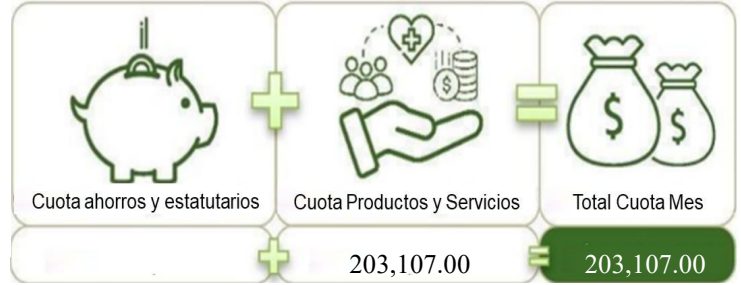 Cuota ahorros y estatutarios
Cuota Productos y Servicios
Total Cuota Mes
203,107.00
203,107.00